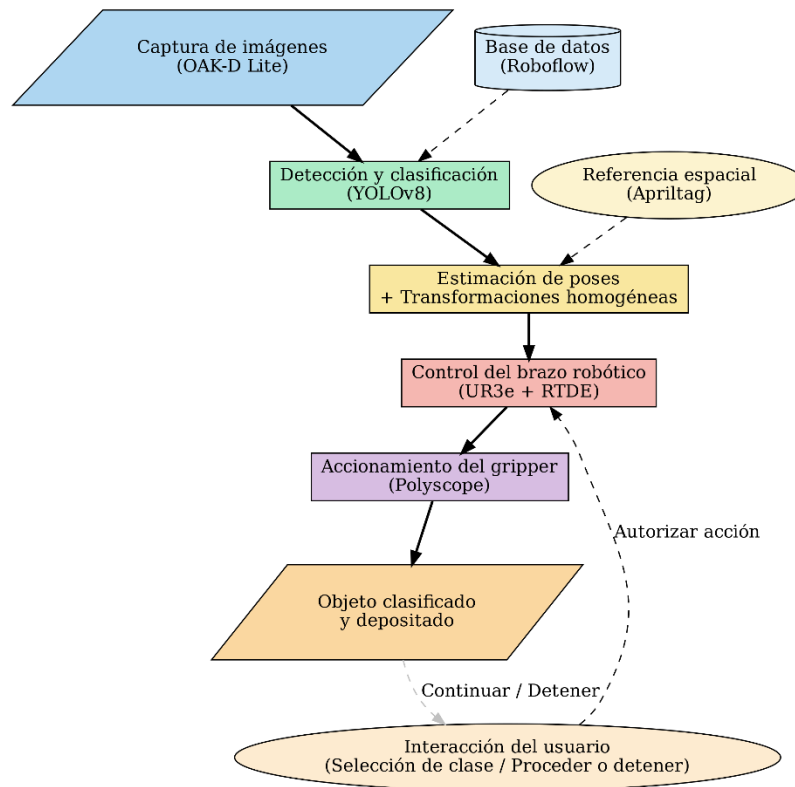 Captura de imágenes
(OAK-D Lite)
Base de datos
(Roboflow)
Detección y clasificación
(YOLOv8)
Referencia espacial
(Apriltag)
Estimación de poses
+ Transformaciones homogéneas
Control del brazo robótico
(UR3e + RTDE)
Accionamiento del gripper
(Polyscope)
Autorizar acción
Objeto clasificado
y depositado
Continuar / Detener
Interacción del usuario
(Selección de clase / Proceder o detener)